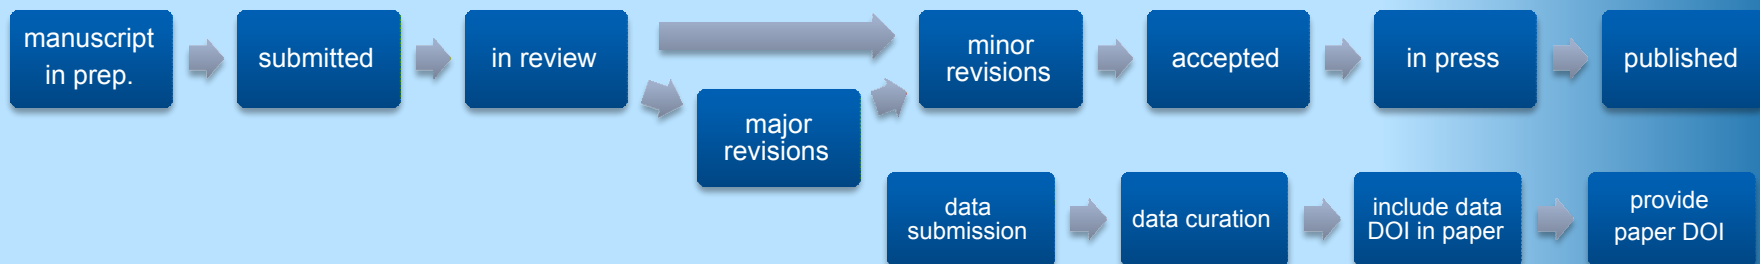 manuscript
in prep.
submitted
in review
major
revisions
minor
revisions
accepted
in press
published
data
submission
data curation
include data
DOI in paper
provide
paper DOI